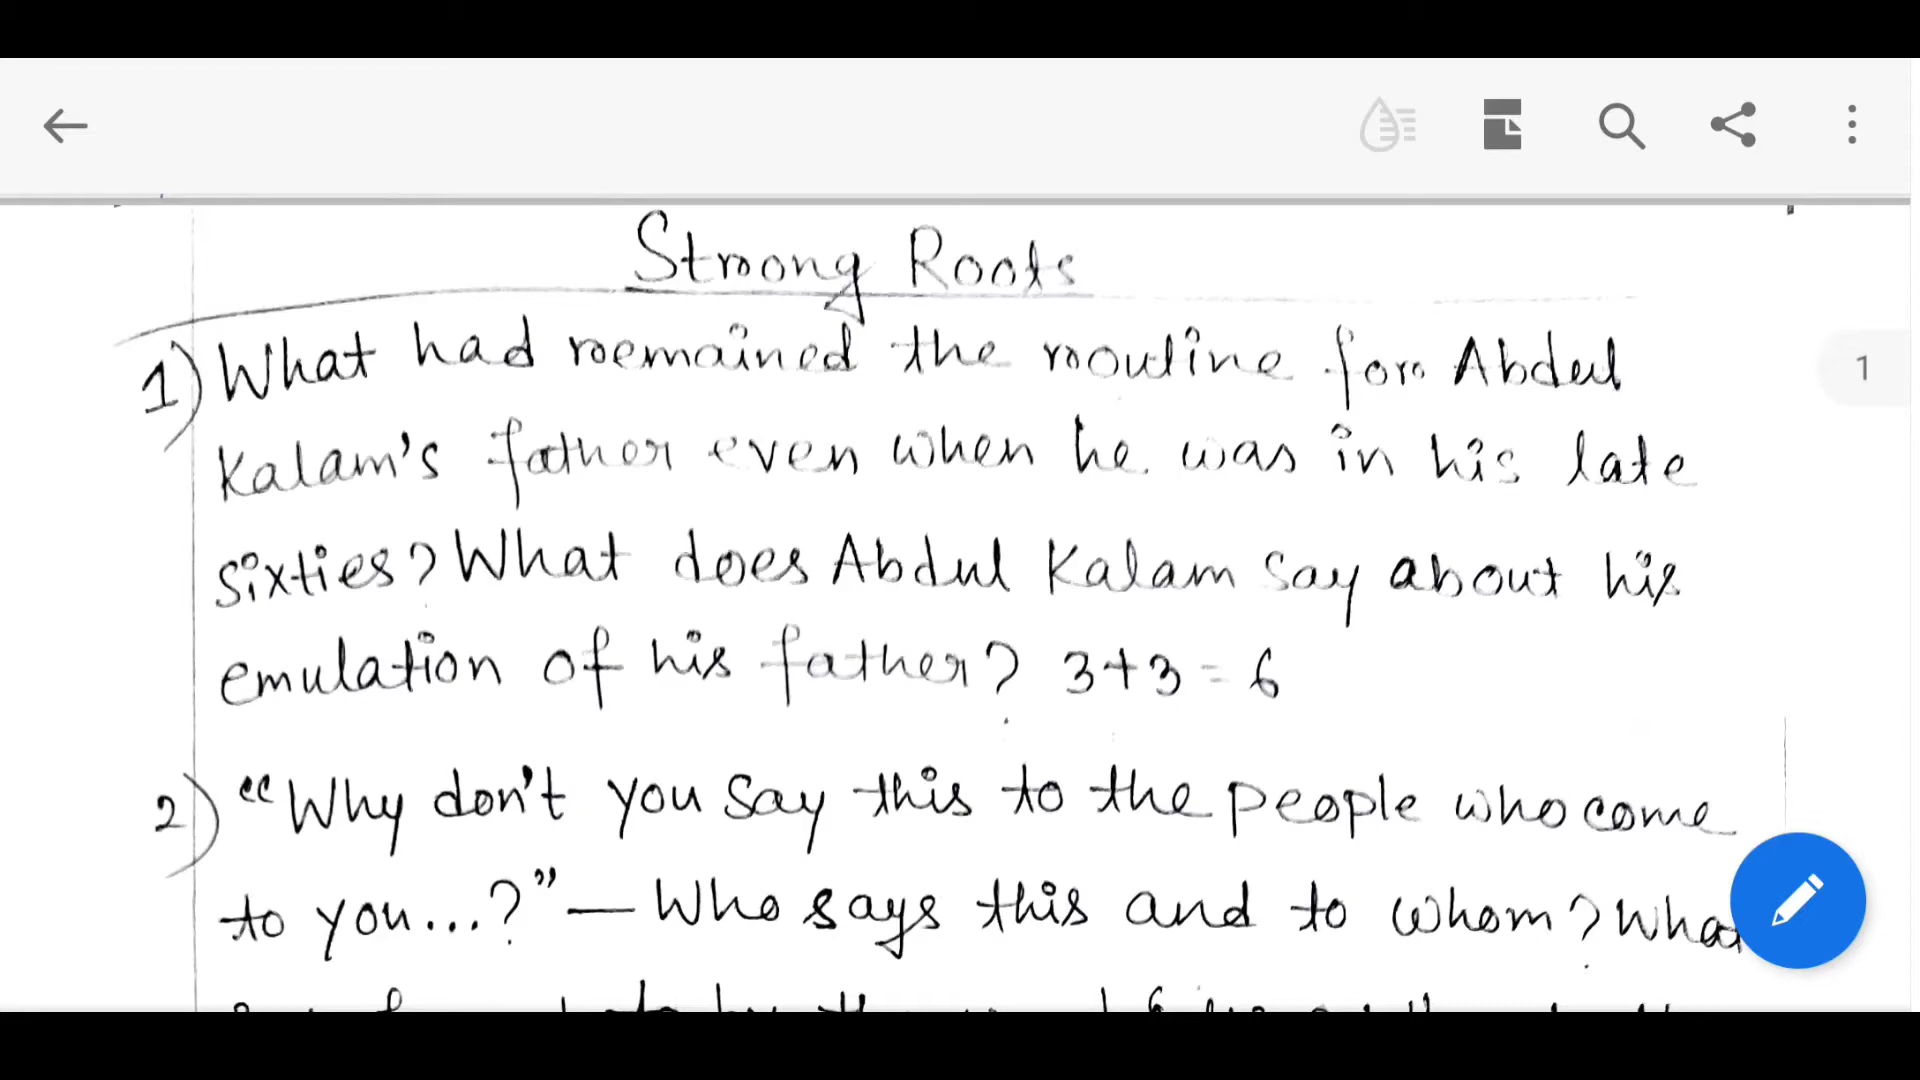 Strong Roots
1) What had remained the routine for Abdul
1
Kalam's father even when he was in his late
sixties? What does Abdul Kalam say about his
emulation of his father? 3+3=6
2) "Why don't you say this to the people who come
to you...?" — Who says this and to whom? What